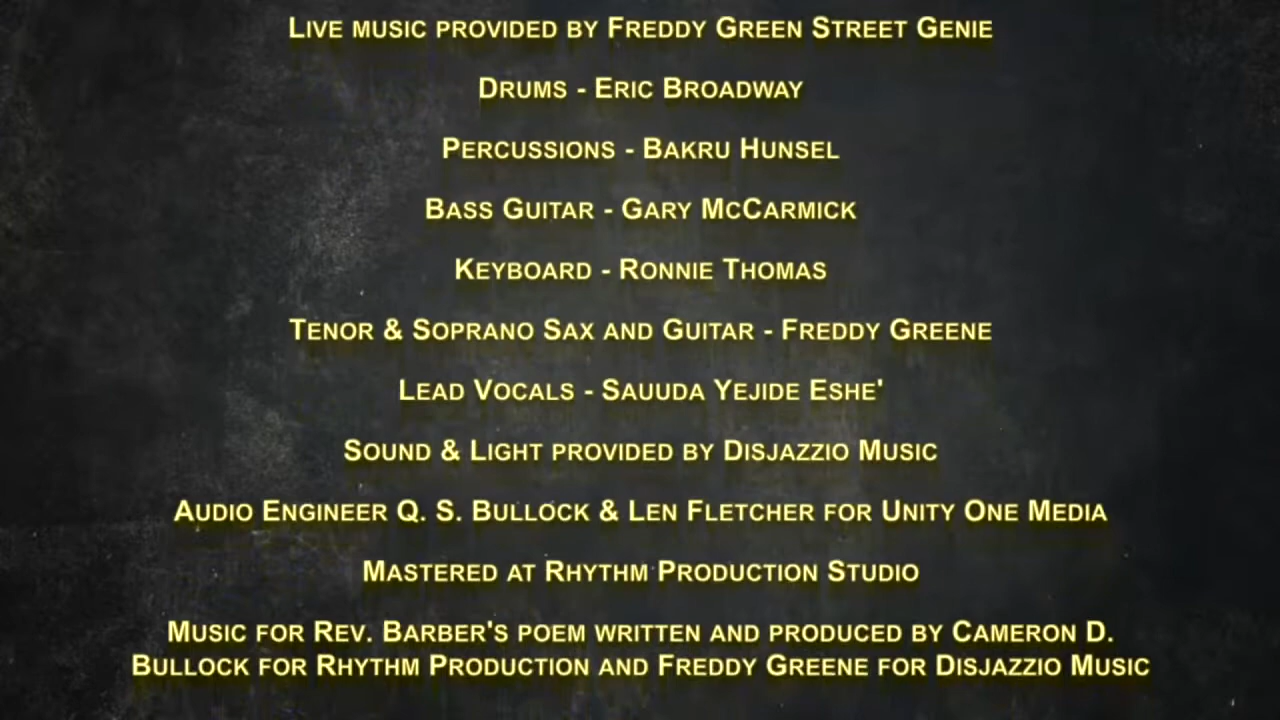 Live music provided by Freddy Green Street Genie
Drums - Eric Broadway
Percussions - Bakru Hunsel
Bass Guitar - Gary McCarmick
Keyboard - Ronnie Thomas
Tenor & Soprano Sax and Guitar - Freddy Greene
Lead Vocals - Sauuda Yejide Eshe'
Sound & Light provided by Disjazzio Music
Audio Engineer Q. S. Bullock & Len Fletcher for Unity One Media
Mastered at Rhythm Production Studio
Music for Rev. Barber's poem written and produced by Cameron D.
Bullock for Rhythm Production and Freddy Greene for Disjazzio Music